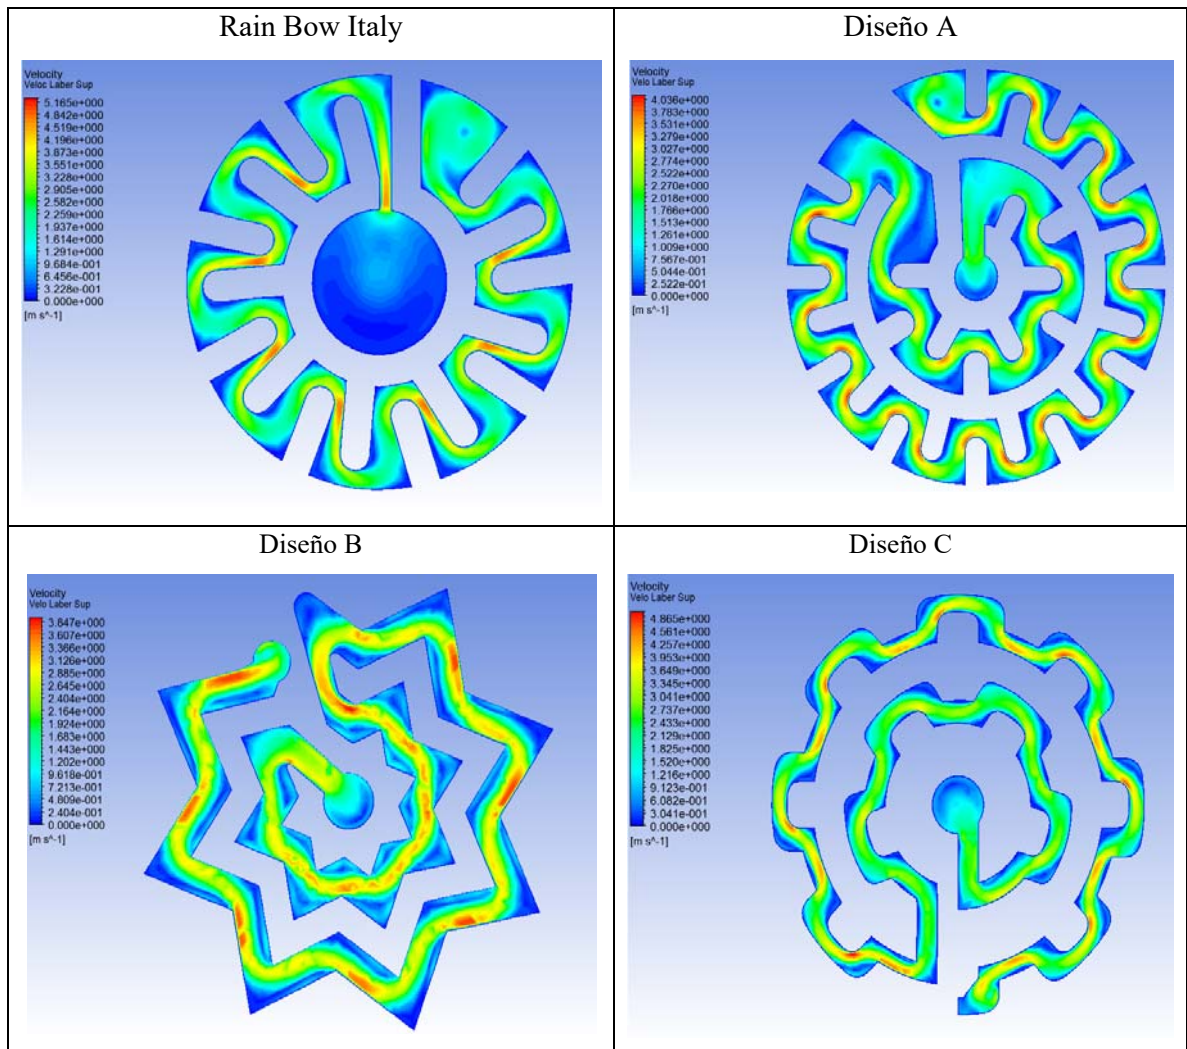 Rain Bow Italy
Velocity
Veloc Laber Sup
5.165e+000
4.842e+000
4.519e+000
4.196e+000
3.873e+000
3.551e+000
3.228e+000
2.905e+000
2.582e+000
2.259e+000
1.937e+000
1.614e+000
1.291e+000
9.684e-001
6.456e-001
3.228e-001
0.000e+000
[m s^-1]
Diseño A
Velocity
Velo Laber Sup
4.036e+000
3.783e+000
3.531e+000
3.279e+000
3.027e+000
2.774e+000
2.522e+000
2.270e+000
2.018e+000
1.766e+000
1.513e+000
1.261e+000
1.009e+000
7.567e-001
5.044e-001
2.522e-001
0.000e+000
[m s^-1]
Diseño B
Velocity
Velo Laber Sup
3.847e+000
3.607e+000
3.366e+000
3.126e+000
2.885e+000
2.645e+000
2.404e+000
2.164e+000
1.924e+000
1.683e+000
1.443e+000
1.202e+000
9.618e-001
7.213e-001
4.809e-001
2.404e-001
0.000e+000
[m s^-1]
Diseño C
Velocity
Velo Laber Sup
4.865e+000
4.561e+000
4.257e+000
3.953e+000
3.649e+000
3.345e+000
3.041e+000
2.737e+000
2.433e+000
2.129e+000
1.825e+000
1.520e+000
1.216e+000
9.123e-001
6.082e-001
3.041e-001
0.000e+000
[m s^-1]